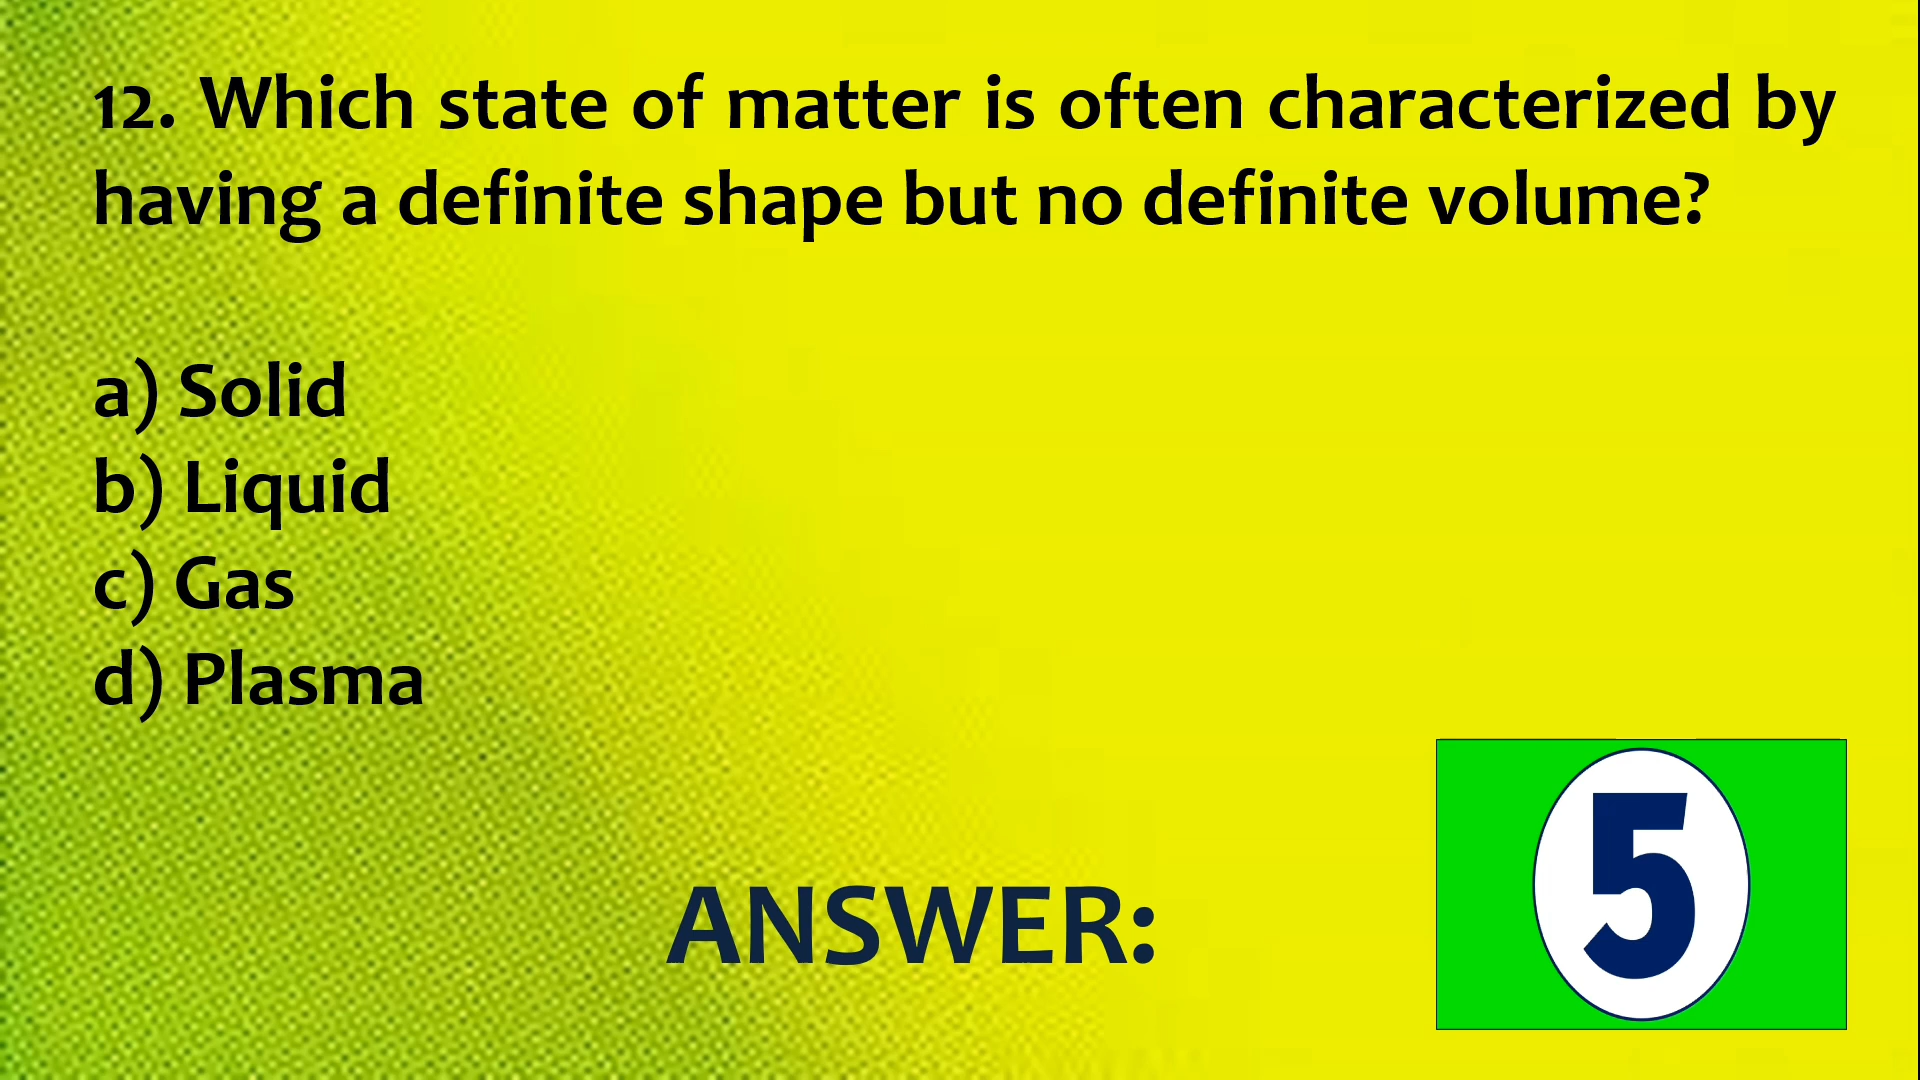 12. Which state of matter is often characterized by
having a definite shape but no definite volume?
a) Solid
b) Liquid
c) Gas
d) Plasma
ANSWER:
5